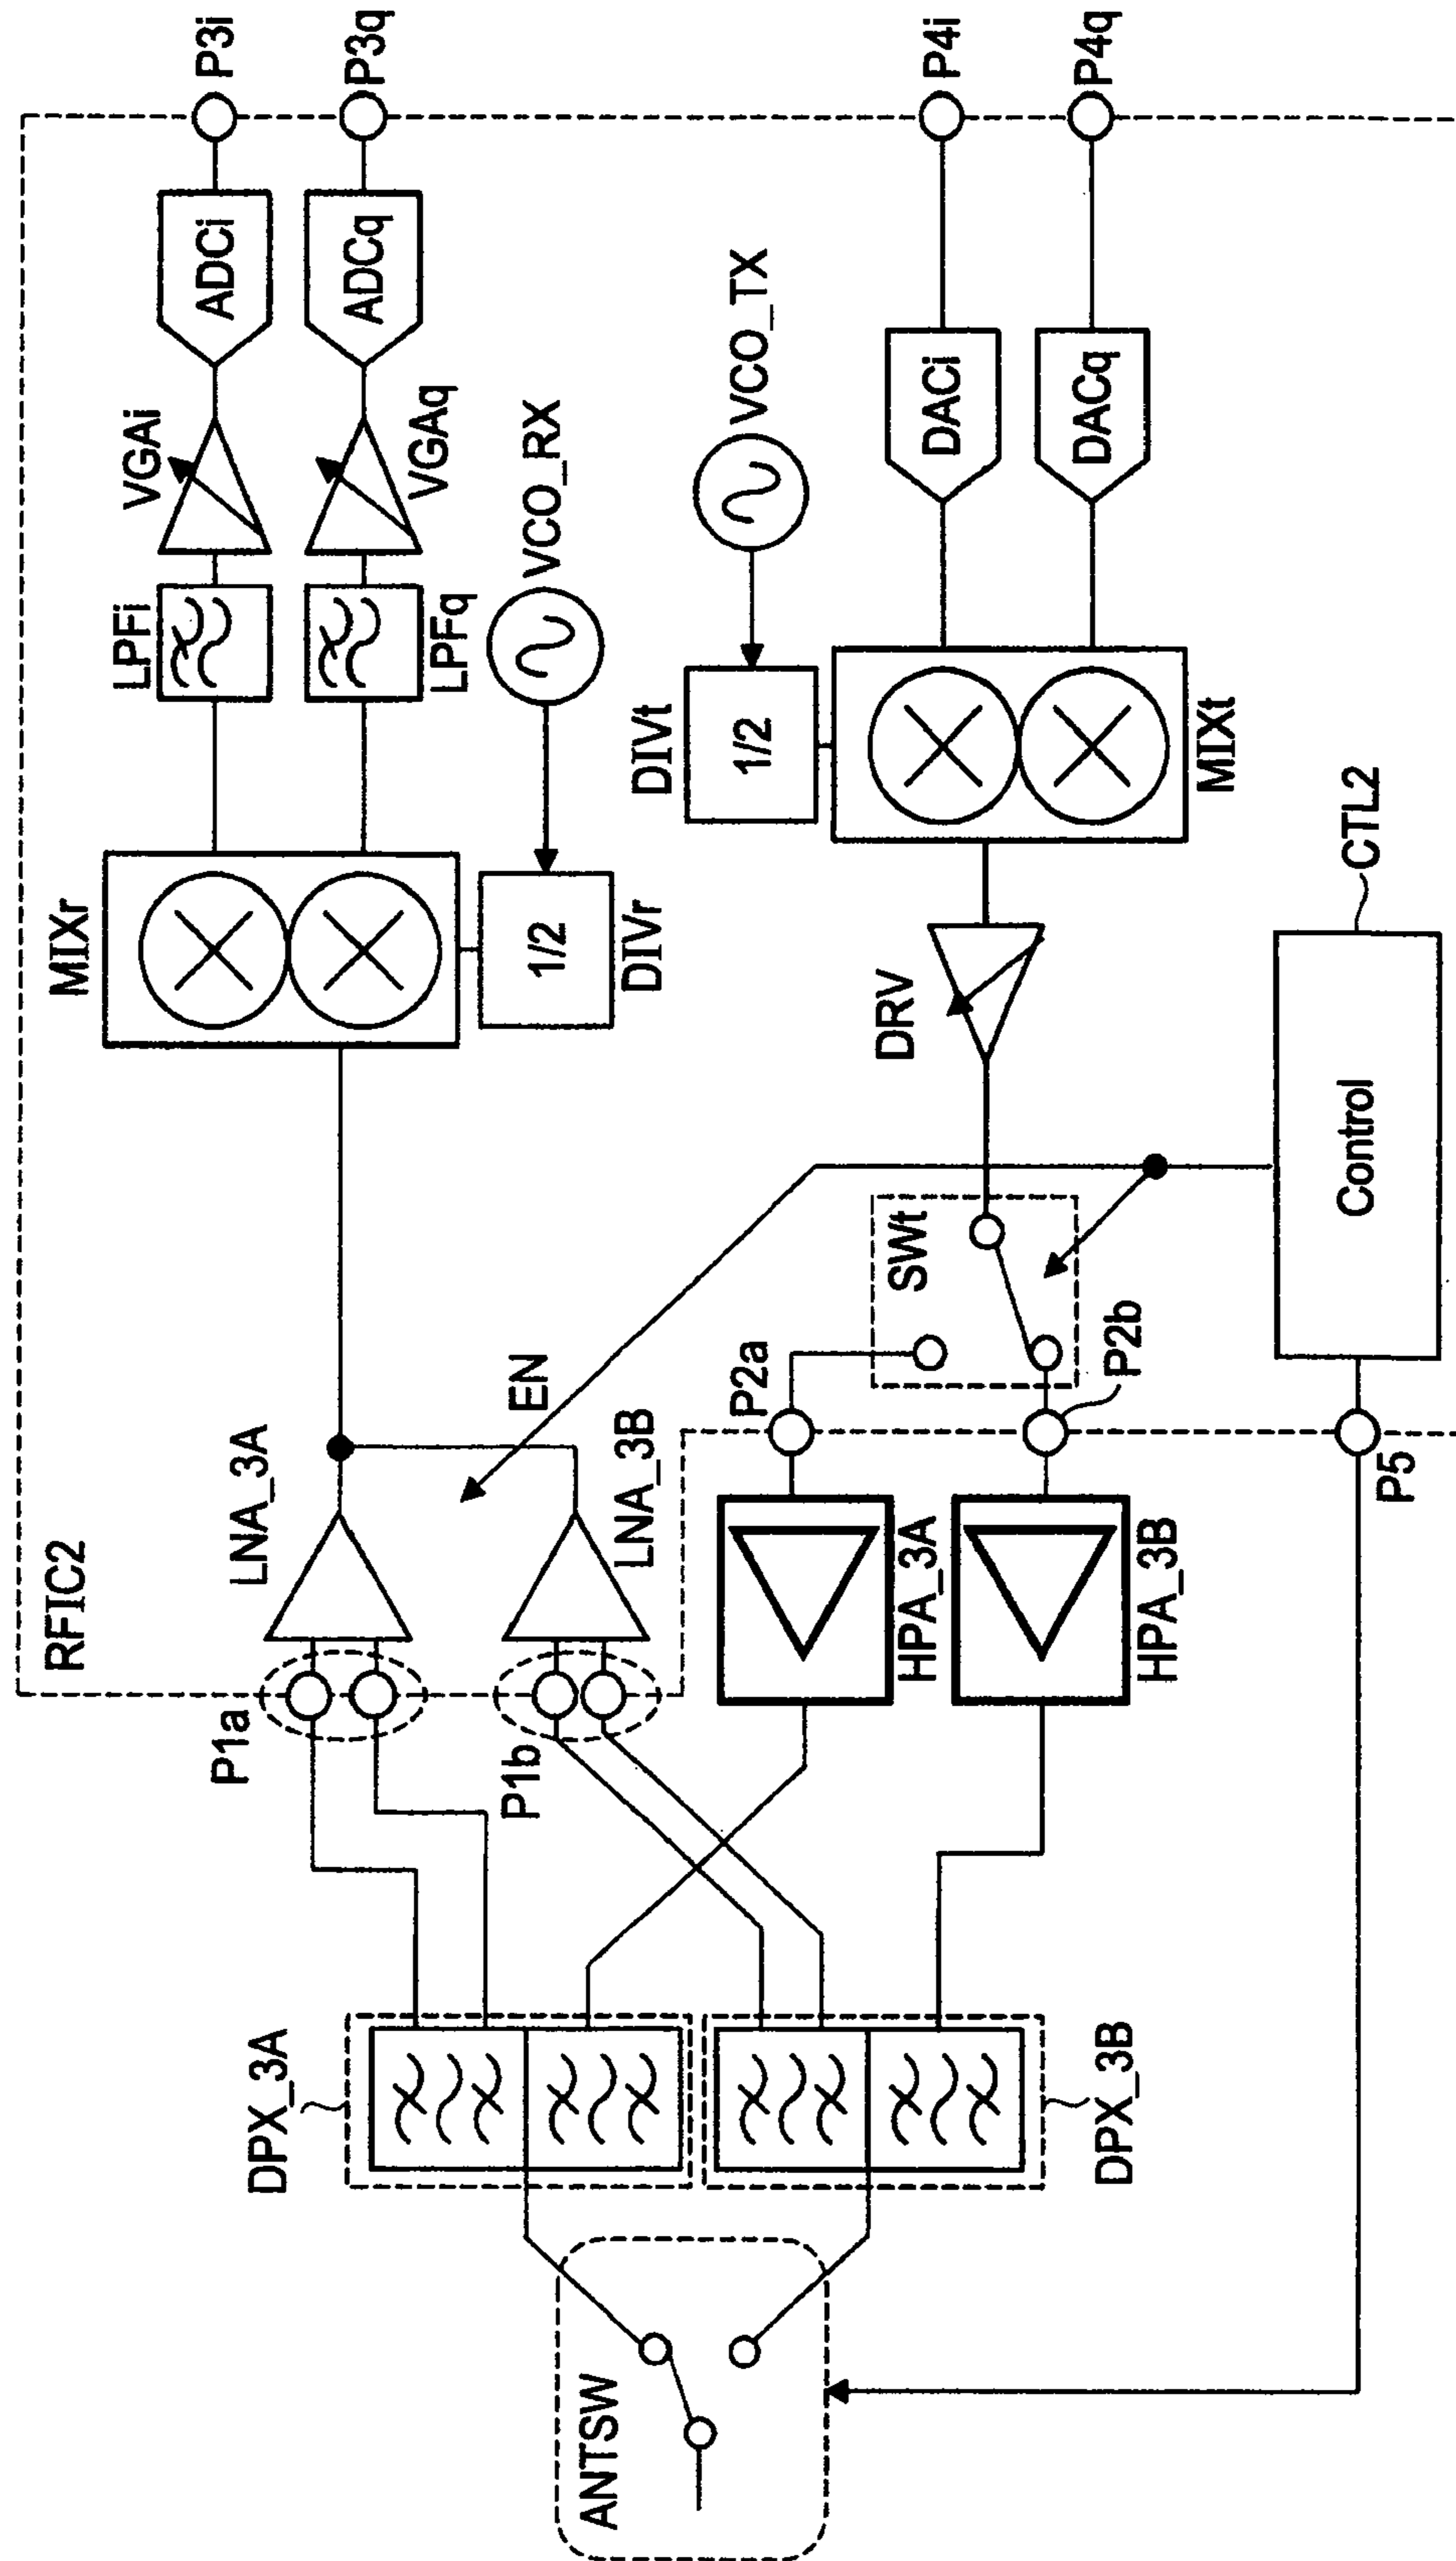 RFIC2
P1a
LNA_3A
MIXr
LPFi
VGAi
ADCi
P3i
LPFq
VGAq
ADCq
P3q
1/2
DIVr
VCO_RX
P1b
LNA_3B
EN
DPX_3A
DPX_3B
ANTSW
HPA_3A
HPA_3B
P2a
P2b
SWt
DRV
DIVt
1/2
VCO_TX
MIXt
DACi
DACq
P4i
P4q
Control
CTL2
P5